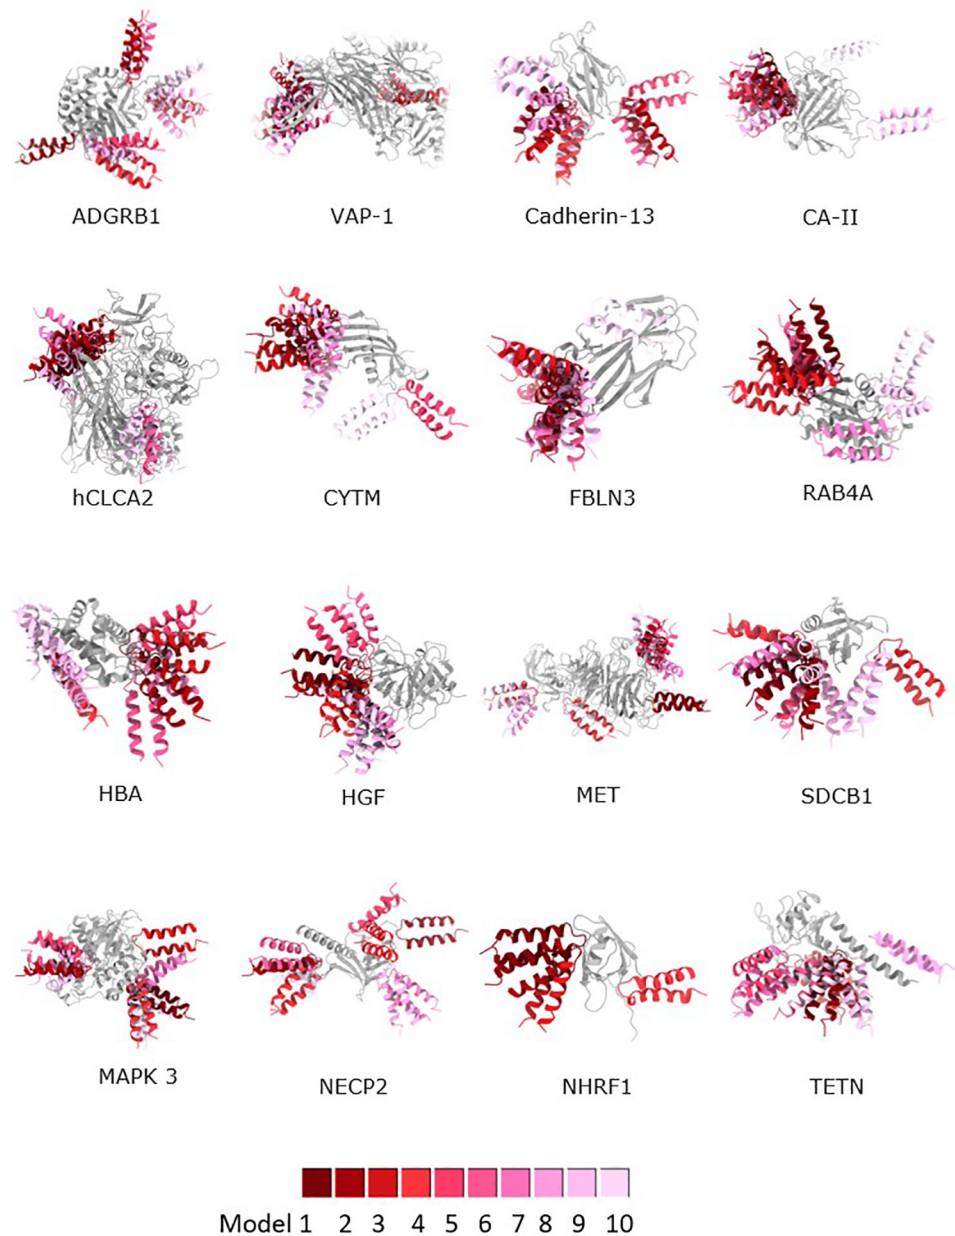 ADGRB1 VAP-1 Cadherin-13 CA-II
hCLCA2 CYTM FBLN3 RAB4A
HBA HGF MET SDCB1
MAPK 3 NECP2 NHRF1 TETN
Model 1 2 3 4 5 6 7 8 9 10